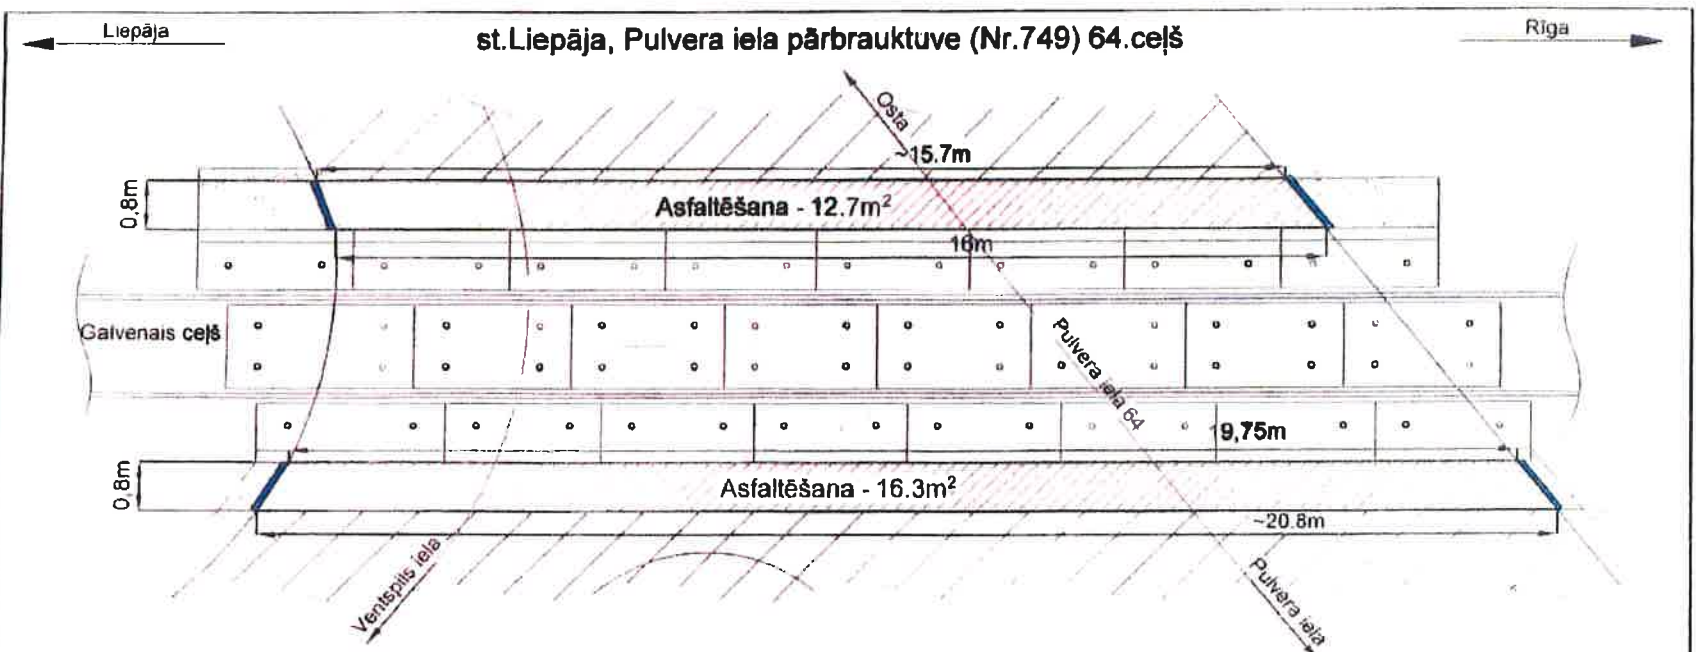 Liepāja
st.Liepāja, Pulvera iela pārbrauktuve (Nr.749) 64.ceļš
Rīga
Osta
~15.7m
0,8m
Asfaltēšana - 12.7m²
16m
Galvenais ceļš
Pulvera iela 64
9,75m
0,8m
Asfaltēšana - 16.3m²
~20.8m
Ventspils iela
Pulvera iela